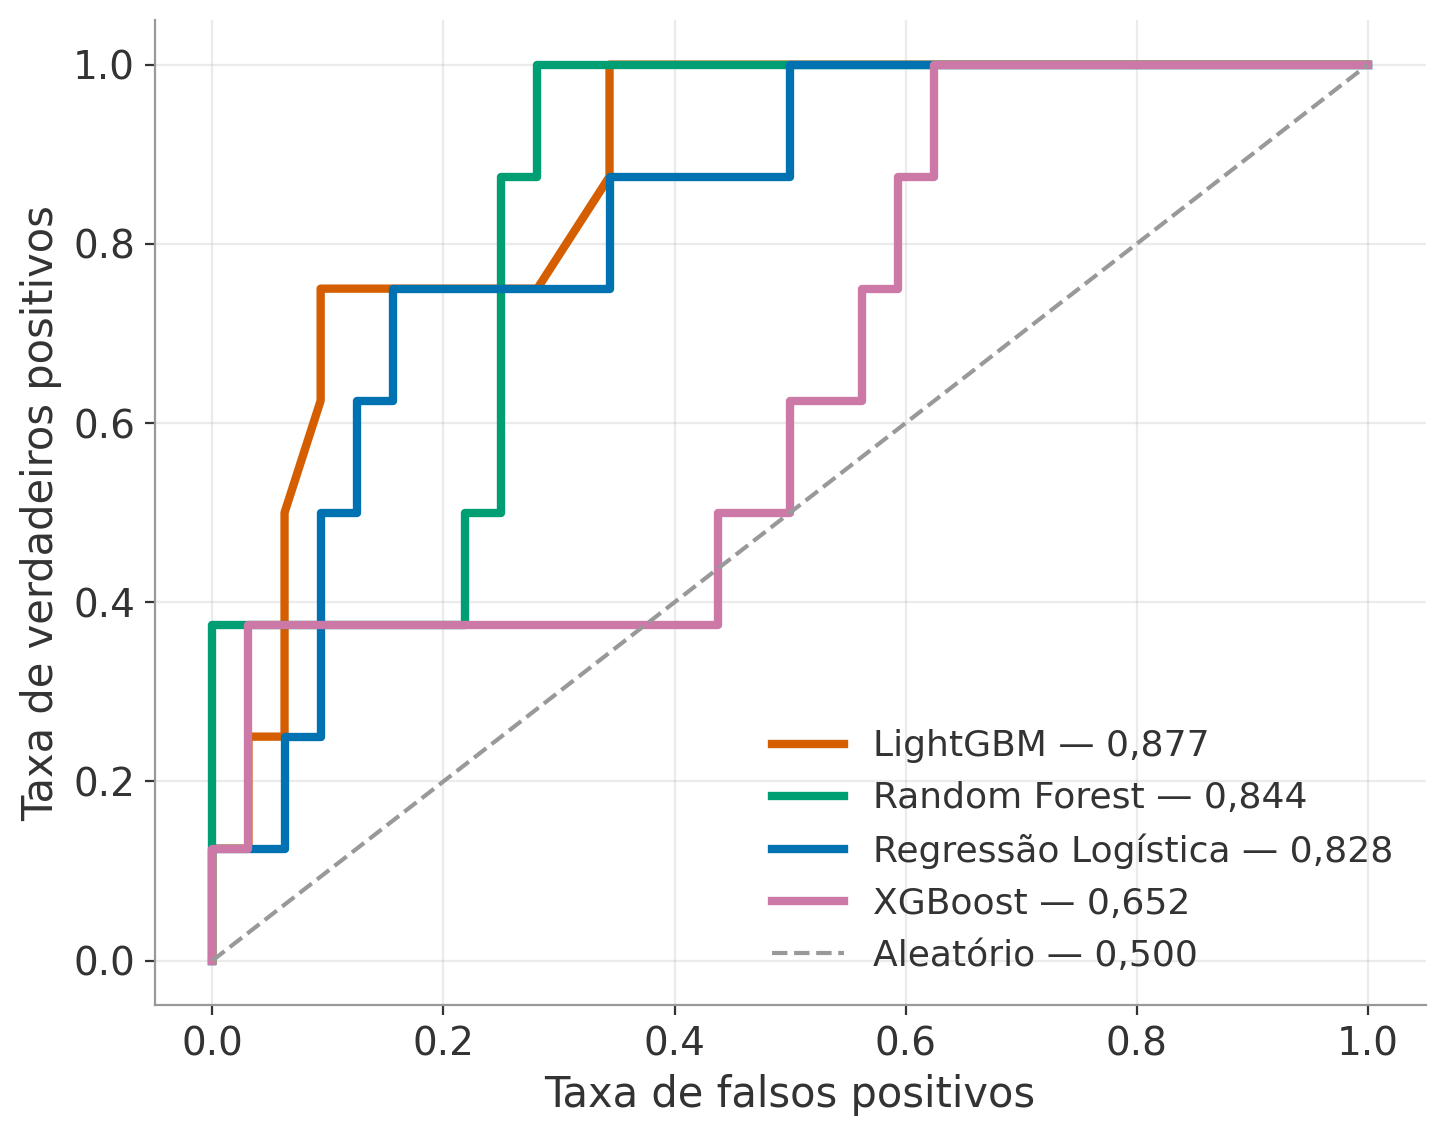 Taxa de verdadeiros positivos
1.0
0.8
0.6
0.4
0.2
0.0
LightGBM — 0,877
Random Forest — 0,844
Regressão Logística — 0,828
XGBoost — 0,652
Aleatório — 0,500
0.0 0.2 0.4 0.6 0.8 1.0
Taxa de falsos positivos